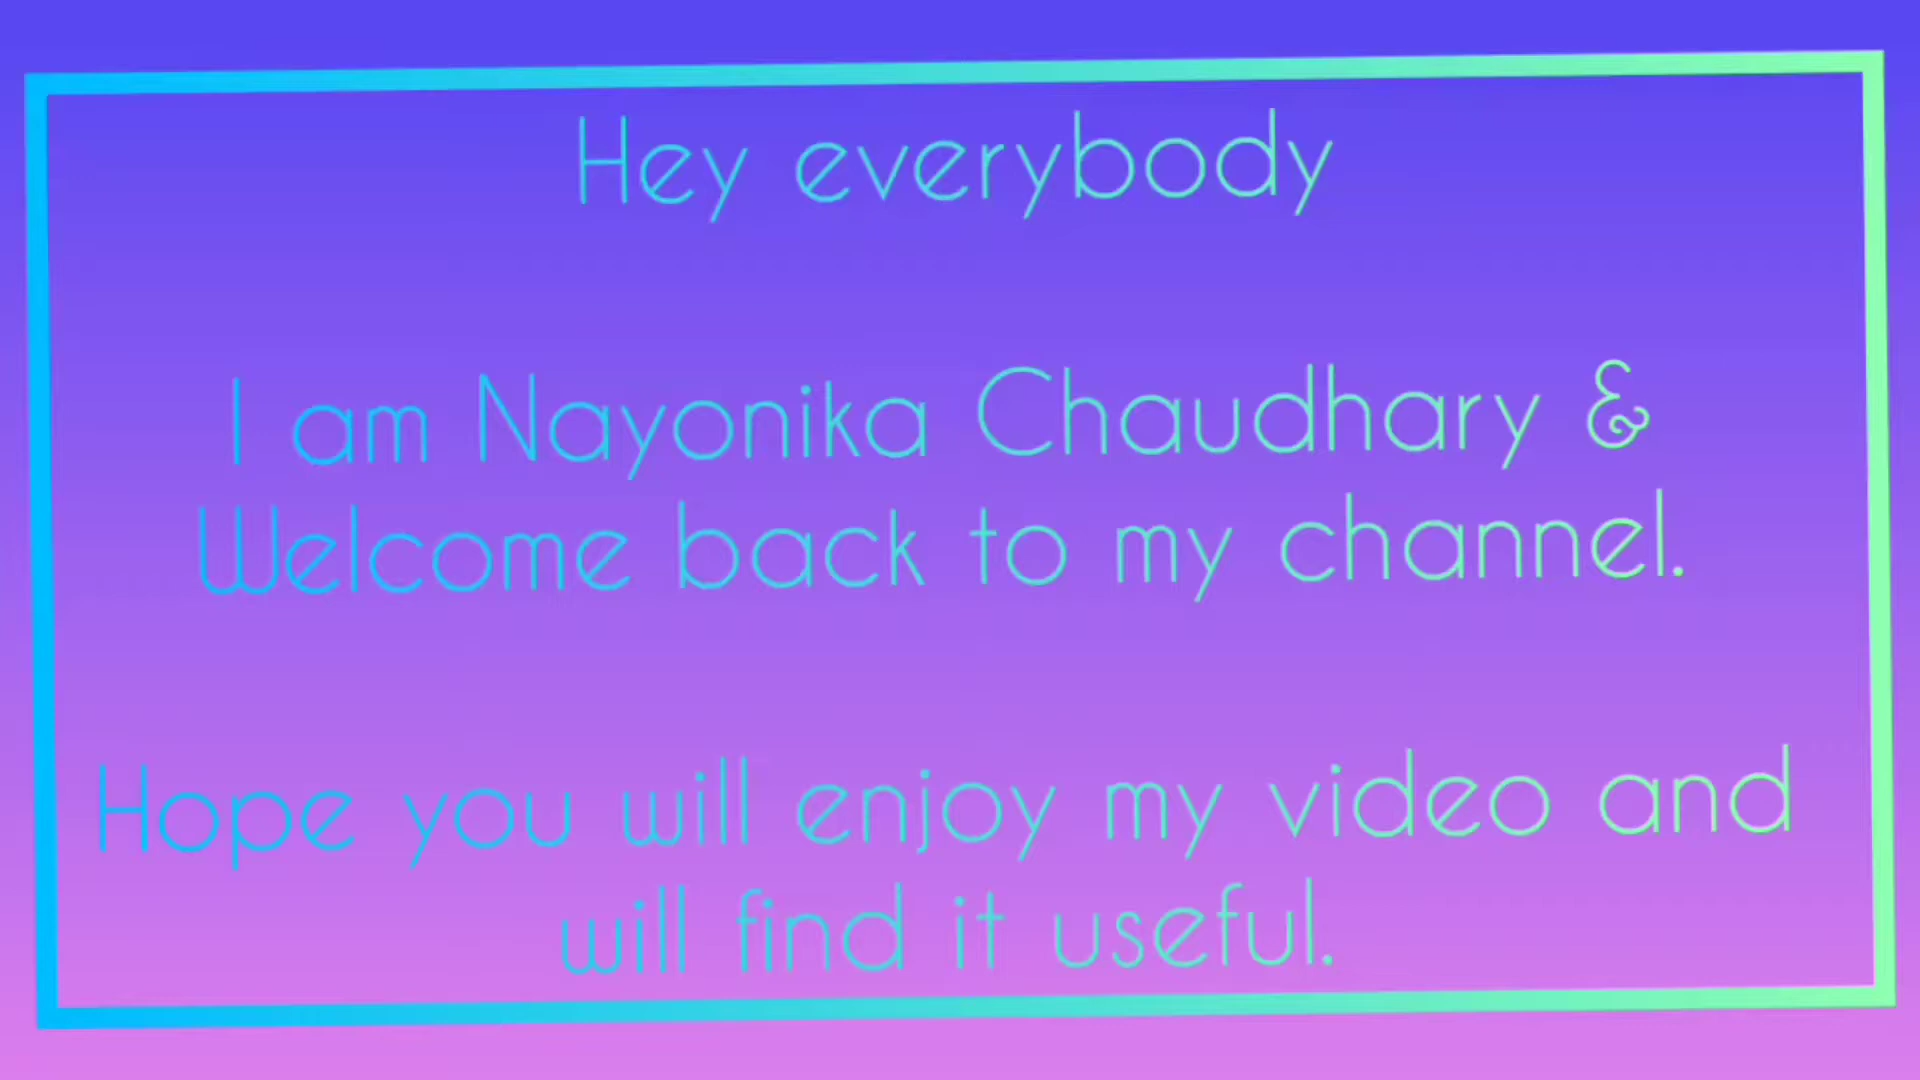 Hey everybody
I am Nayonika Chaudhary &
Welcome back to my channel.
Hope you will enjoy my video and
will find it useful.